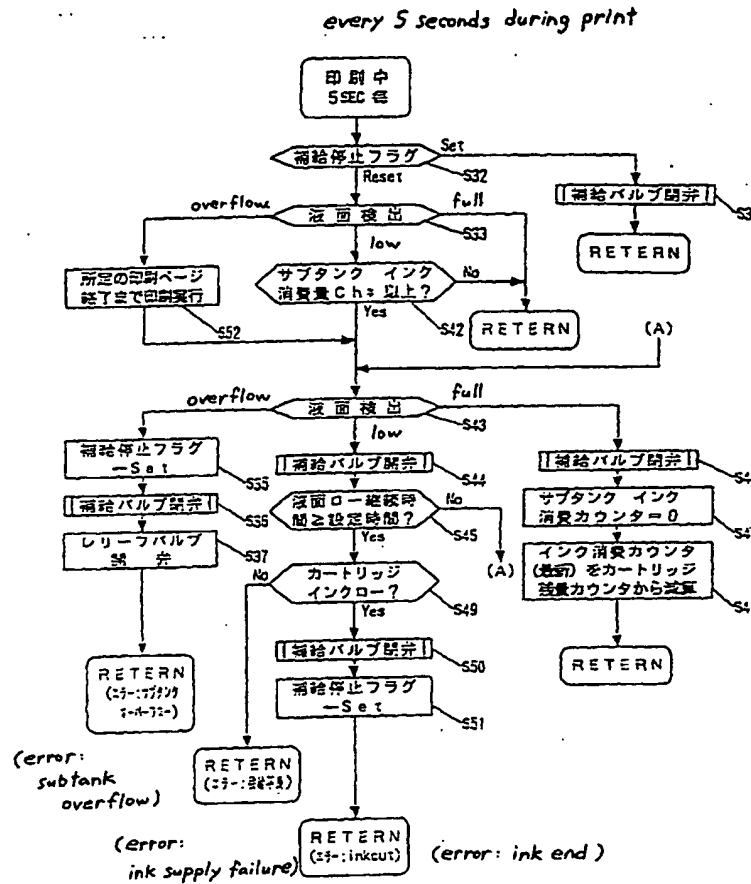 every 5 seconds during print
印刷中
5SEC毎
補給停止フラグ
Set
S32
Reset
補給バルブ閉弁
overflow
液面検出
full
S33
RETERN
low
所定の印刷ページ
終了まで印刷実行
S52
サブタンク インク
消費量 以上?
No
S42
Yes
RETERN
(A)
overflow
液面検出
full
S43
low
補給停止フラグ
―Set
S35
補給バルブ
S44
補給バルブ閉弁
補給バルブ閉弁
S36
液面ロー継続時
間≧設定時間?
No
S45
サブタンク インク
消費カウンタ=0
レリーフバルブ
S37
Yes
(A)
インク消費カウンタ
をカートリッジ
残量カウンタから減算
No
カートリッジ
インクロー?
S49
Yes
補給バルブ閉弁
S50
RETERN
RETERN
補給停止フラグ
―Set
S51
(error:
subtank
overflow)
RETERN
RETERN
(エラー:inkcut)
(error: ink end)
(error:
ink supply failure)